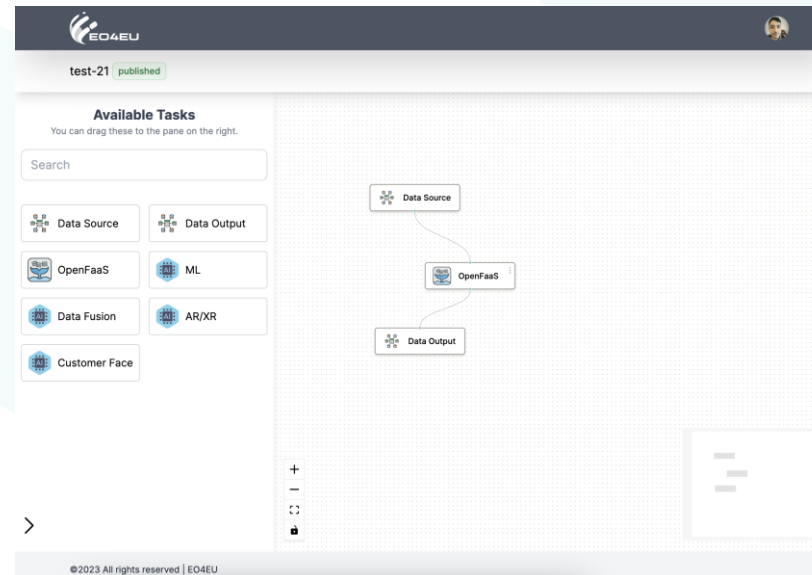 EO4EU
test-21 published
Available Tasks
You can drag these to the pane on the right.
Search
Data Source
Data Output
OpenFaaS
ML
Data Fusion
AR/XR
Customer Face
Data Source
OpenFaaS
Data Output
©2023 All rights reserved | EO4EU